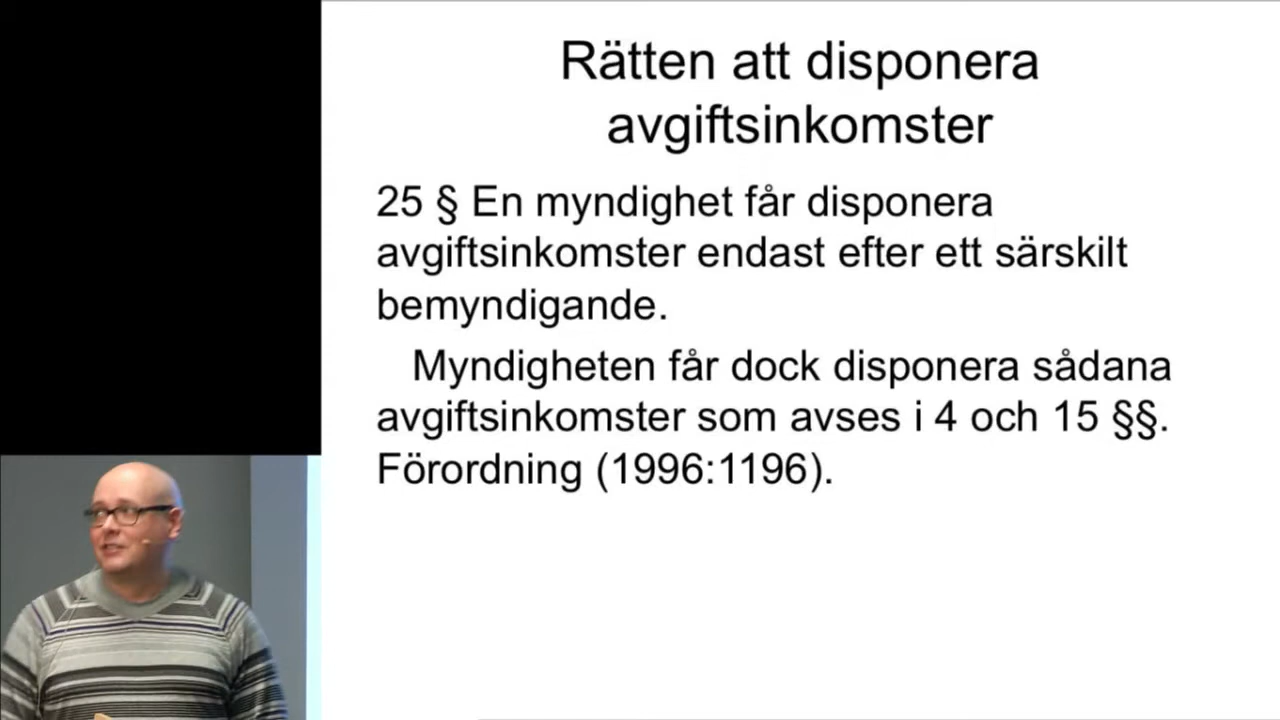 Rätten att disponera
avgiftsinkomster
25 § En myndighet får disponera
avgiftsinkomster endast efter ett särskilt
bemyndigande.
Myndigheten får dock disponera sådana
avgiftsinkomster som avses i 4 och 15 §§.
Förordning (1996:1196).